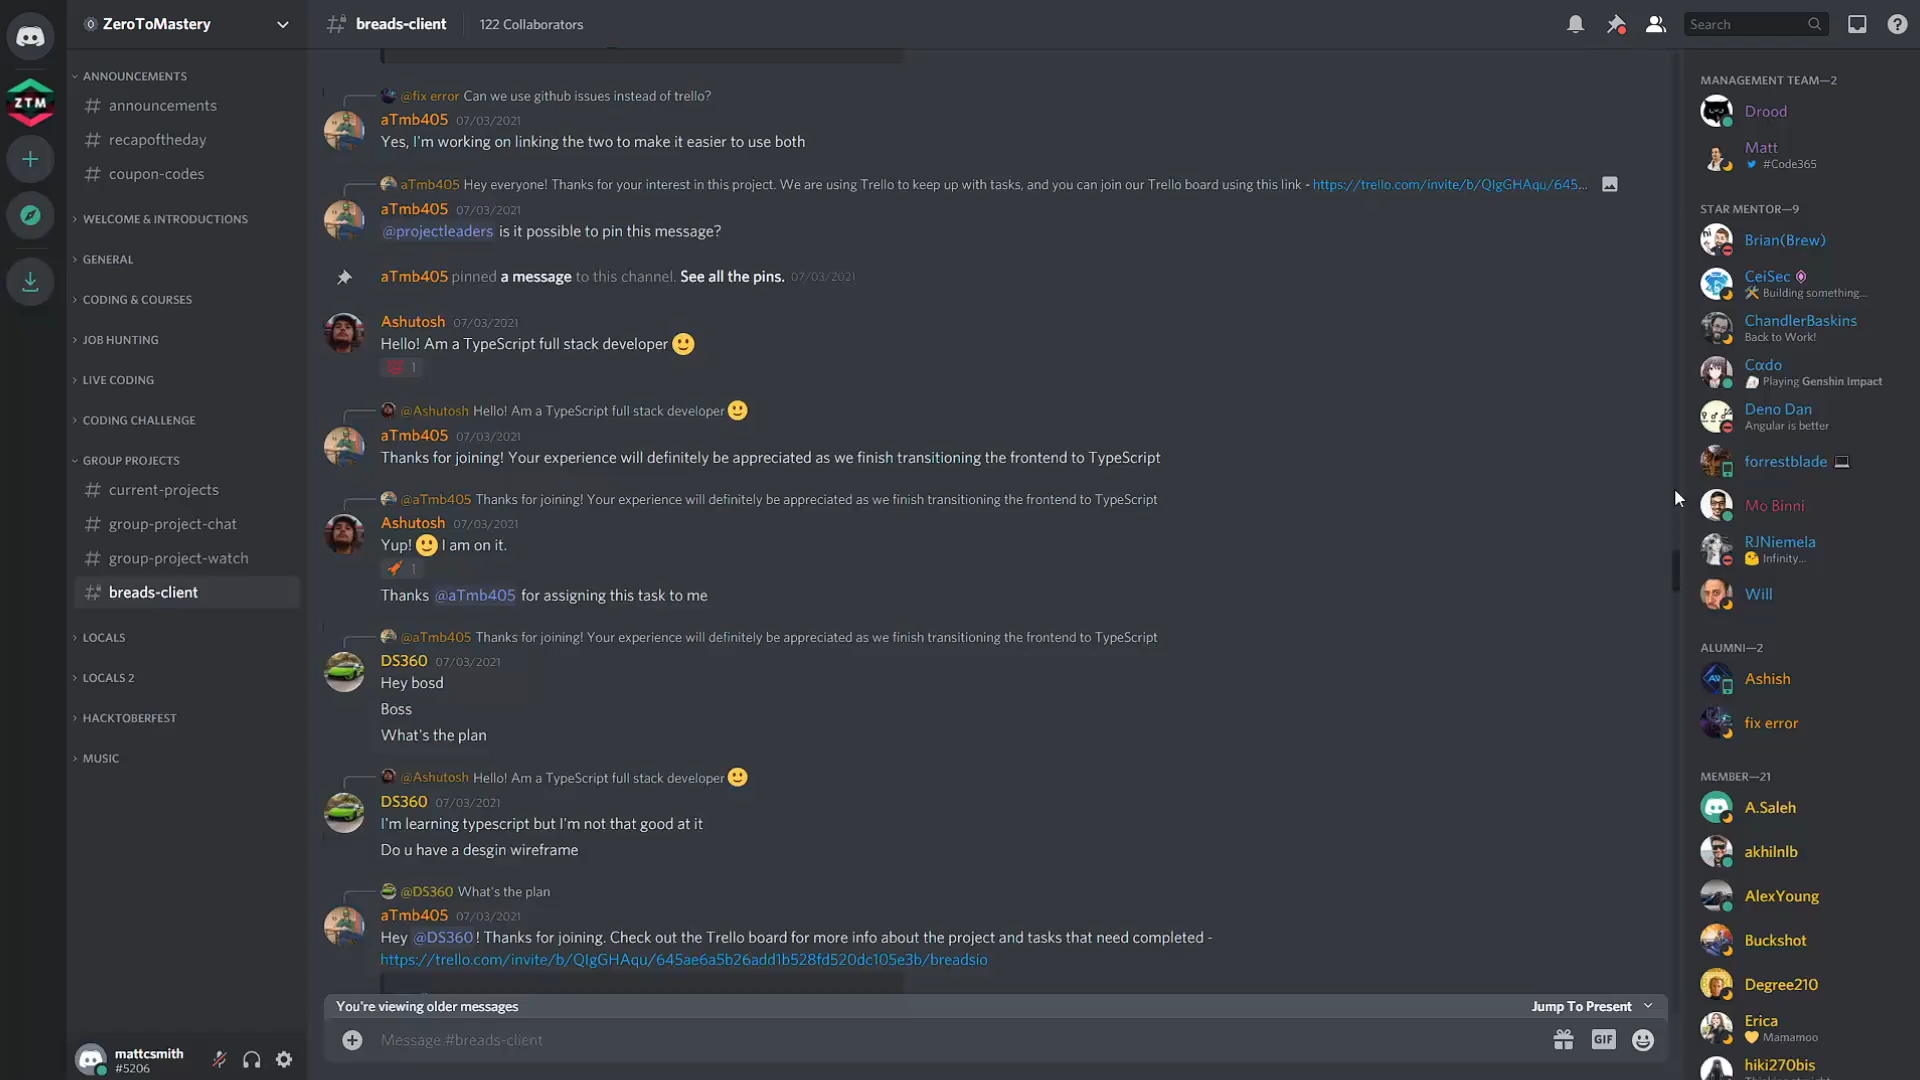 ZTM
ZeroToMastery
ANNOUNCEMENTS
announcements
recapoftheday
coupon-codes
WELCOME & INTRODUCTIONS
GENERAL
CODING & COURSES
JOB HUNTING
LIVE CODING
CODING CHALLENGE
GROUP PROJECTS
current-projects
group-project-chat
group-project-watch
breads-client
LOCALS
LOCALS 2
HACKTOBERFEST
MUSIC
mattcsmith
#5206
breads-client
122 Collaborators
Search
@fix error Can we use github issues instead of trello?
aTmb405 07/03/2021
Yes, I'm working on linking the two to make it easier to use both
aTmb405 Hey everyone! Thanks for your interest in this project. We are using Trello to keep up with tasks, and you can join our Trello board using this link - https://trello.com/invite/b/QIgGHAqu/645...
aTmb405 07/03/2021
@projectleaders is it possible to pin this message?
aTmb405 pinned a message to this channel. See all the pins. 07/03/2021
Ashutosh 07/03/2021
Hello! Am a TypeScript full stack developer 🙂
1
@Ashutosh Hello! Am a TypeScript full stack developer 🙂
aTmb405 07/03/2021
Thanks for joining! Your experience will definitely be appreciated as we finish transitioning the frontend to TypeScript
@aTmb405 Thanks for joining! Your experience will definitely be appreciated as we finish transitioning the frontend to TypeScript
Ashutosh 07/03/2021
Yup! 🙂 I am on it.
🚀 1
Thanks @aTmb405 for assigning this task to me
@aTmb405 Thanks for joining! Your experience will definitely be appreciated as we finish transitioning the frontend to TypeScript
DS360 07/03/2021
Hey bosd
Boss
What's the plan
@Ashutosh Hello! Am a TypeScript full stack developer 🙂
DS360 07/03/2021
I'm learning typescript but I'm not that good at it
Do u have a desgin wireframe
@DS360 What's the plan
aTmb405 07/03/2021
Hey @DS360! Thanks for joining. Check out the Trello board for more info about the project and tasks that need completed -
https://trello.com/invite/b/QIgGHAqu/645ae6a5b26add1b528fd520dc105e3b/breadsio
You're viewing older messages
Jump To Present
Message #breads-client
GIF
MANAGEMENT TEAM—2
Drood
Matt
#Code365
STAR MENTOR—9
Brian(Brew)
CeiSec
🛠 Building something...
ChandlerBaskins
Back to Work!
Cαdo
Playing Genshin Impact
Deno Dan
Angular is better
forrestblade 💻
Mo Binni
RJNiemela
Infinity...
Will
ALUMNI—2
Ashish
fix error
MEMBER—21
A.Saleh
akhilnlb
AlexYoung
Buckshot
Degree210
Erica
💛 Mamamoo
hiki270bis